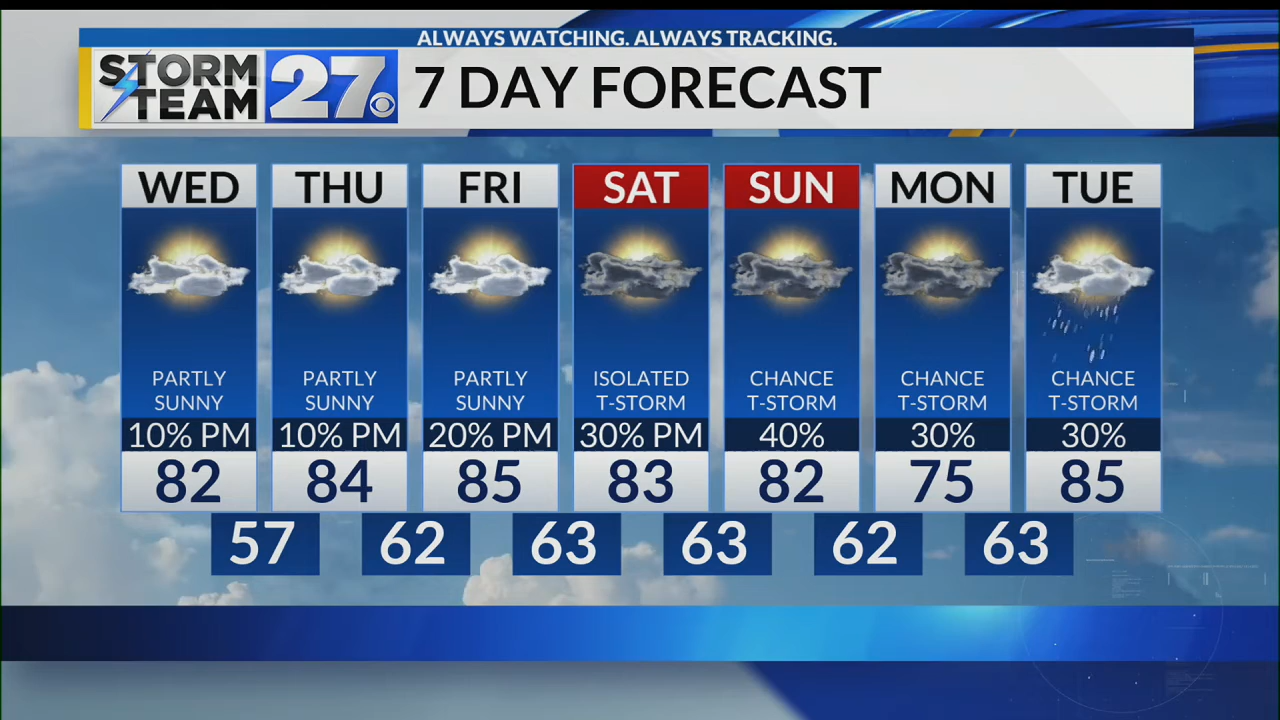 ALWAYS WATCHING. ALWAYS TRACKING.
STORM
TEAM
27
7 DAY FORECAST
WED THU FRI SAT SUN MON TUE
PARTLY PARTLY PARTLY ISOLATED CHANCE CHANCE CHANCE
SUNNY SUNNY SUNNY T-STORM T-STORM T-STORM T-STORM
10% PM 10% PM 20% PM 30% PM 40% 30% 30%
82 84 85 83 82 75 85
57 62 63 63 62 63